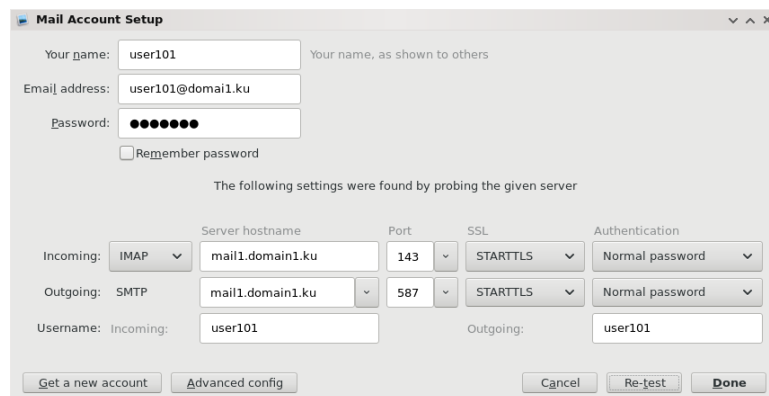 Mail Account Setup
Your name: user101 Your name, as shown to others
Email address: user101@domai1.ku
Password: ●●●●●●●
Remember password
The following settings were found by probing the given server
Server hostname Port SSL Authentication
Incoming: IMAP mail1.domain1.ku 143 STARTTLS Normal password
Outgoing: SMTP mail1.domain1.ku 587 STARTTLS Normal password
Username: Incoming: user101 Outgoing: user101
Get a new account Advanced config Cancel Re-test Done